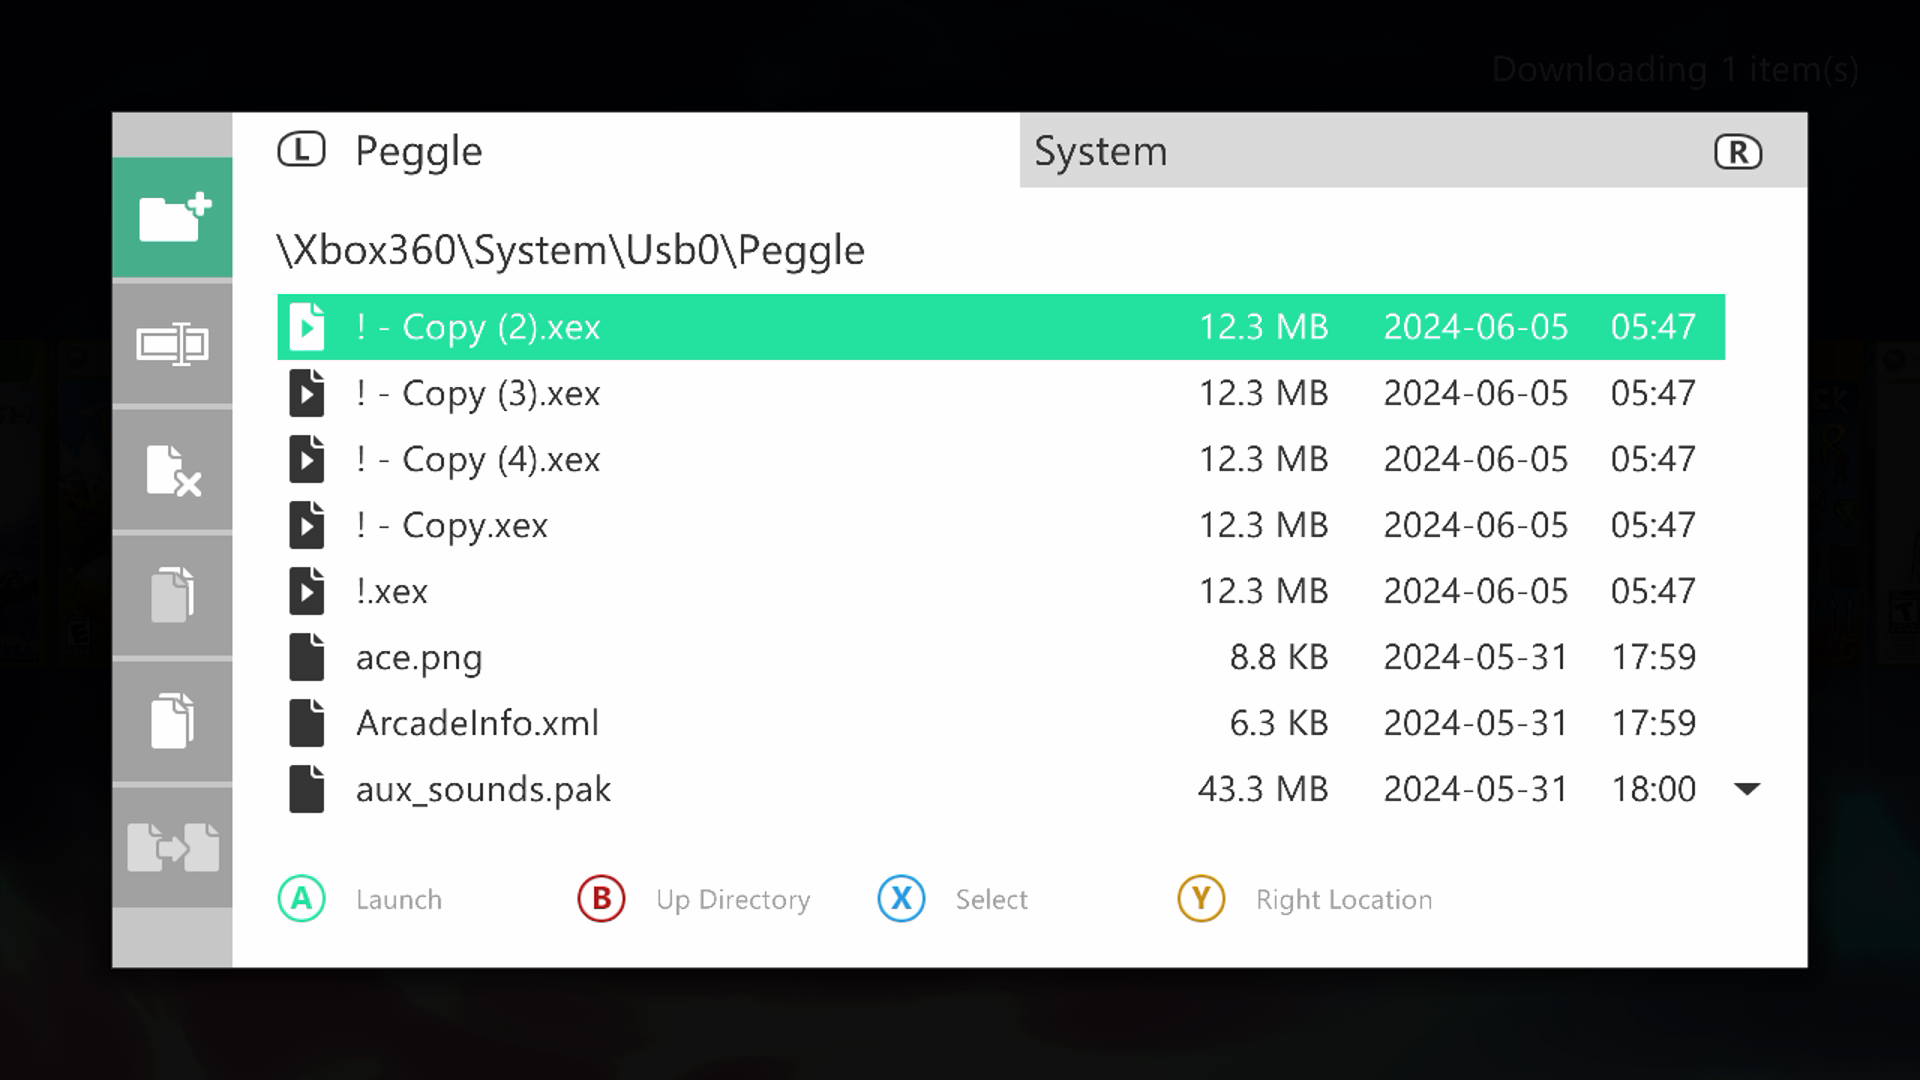 Downloading 1 item(s)
L Peggle System R
\Xbox360\System\Usb0\Peggle
! - Copy (2).xex 12.3 MB 2024-06-05 05:47
! - Copy (3).xex 12.3 MB 2024-06-05 05:47
! - Copy (4).xex 12.3 MB 2024-06-05 05:47
! - Copy.xex 12.3 MB 2024-06-05 05:47
!.xex 12.3 MB 2024-06-05 05:47
ace.png 8.8 KB 2024-05-31 17:59
ArcadeInfo.xml 6.3 KB 2024-05-31 17:59
aux_sounds.pak 43.3 MB 2024-05-31 18:00
A Launch B Up Directory X Select Y Right Location